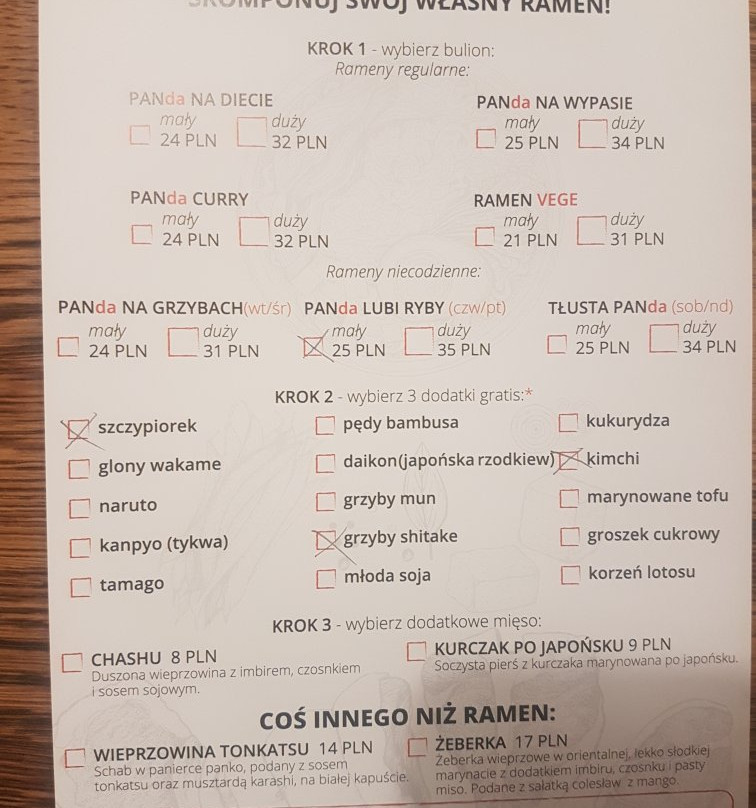 SKOMPONUJ SWÓJ WŁASNY RAMEN!
KROK 1 - wybierz bulion:
Rameny regularne:
PANda NA DIECIE
mały
24 PLN
duży
32 PLN
PANda NA WYPASIE
mały
25 PLN
duży
34 PLN
PANda CURRY
mały
24 PLN
duży
32 PLN
RAMEN VEGE
mały
21 PLN
duży
31 PLN
Rameny niecodzienne:
PANda NA GRZYBACH(wt/śr)
mały
24 PLN
duży
31 PLN
PANda LUBI RYBY (czw/pt)
mały
25 PLN
duży
35 PLN
TŁUSTA PANda (sob/nd)
mały
25 PLN
duży
34 PLN
KROK 2 - wybierz 3 dodatki gratis:*
szczypiorek
glony wakame
naruto
kanpyo (tykwa)
tamago
pędy bambusa
daikon(japońska rzodkiew)
grzyby mun
grzyby shitake
młoda soja
kukurydza
kimchi
marynowane tofu
groszek cukrowy
korzeń lotosu
KROK 3 - wybierz dodatkowe mięso:
CHASHU 8 PLN
Duszona wieprzowina z imbirem, czosnkiem
i sosem sojowym.
KURCZAK PO JAPOŃSKU 9 PLN
Soczysta pierś z kurczaka marynowana po japońsku.
COŚ INNEGO NIŻ RAMEN:
WIEPRZOWINA TONKATSU 14 PLN
Schab w panierce panko, podany z sosem
tonkatsu oraz musztardą karashi, na białej kapuście.
ŻEBERKA 17 PLN
Żeberka wieprzowe w orientalnej, lekko słodkiej
marynacie z dodatkiem imbiru, czosnku i pasty
miso. Podane z sałatką colesław z mango.